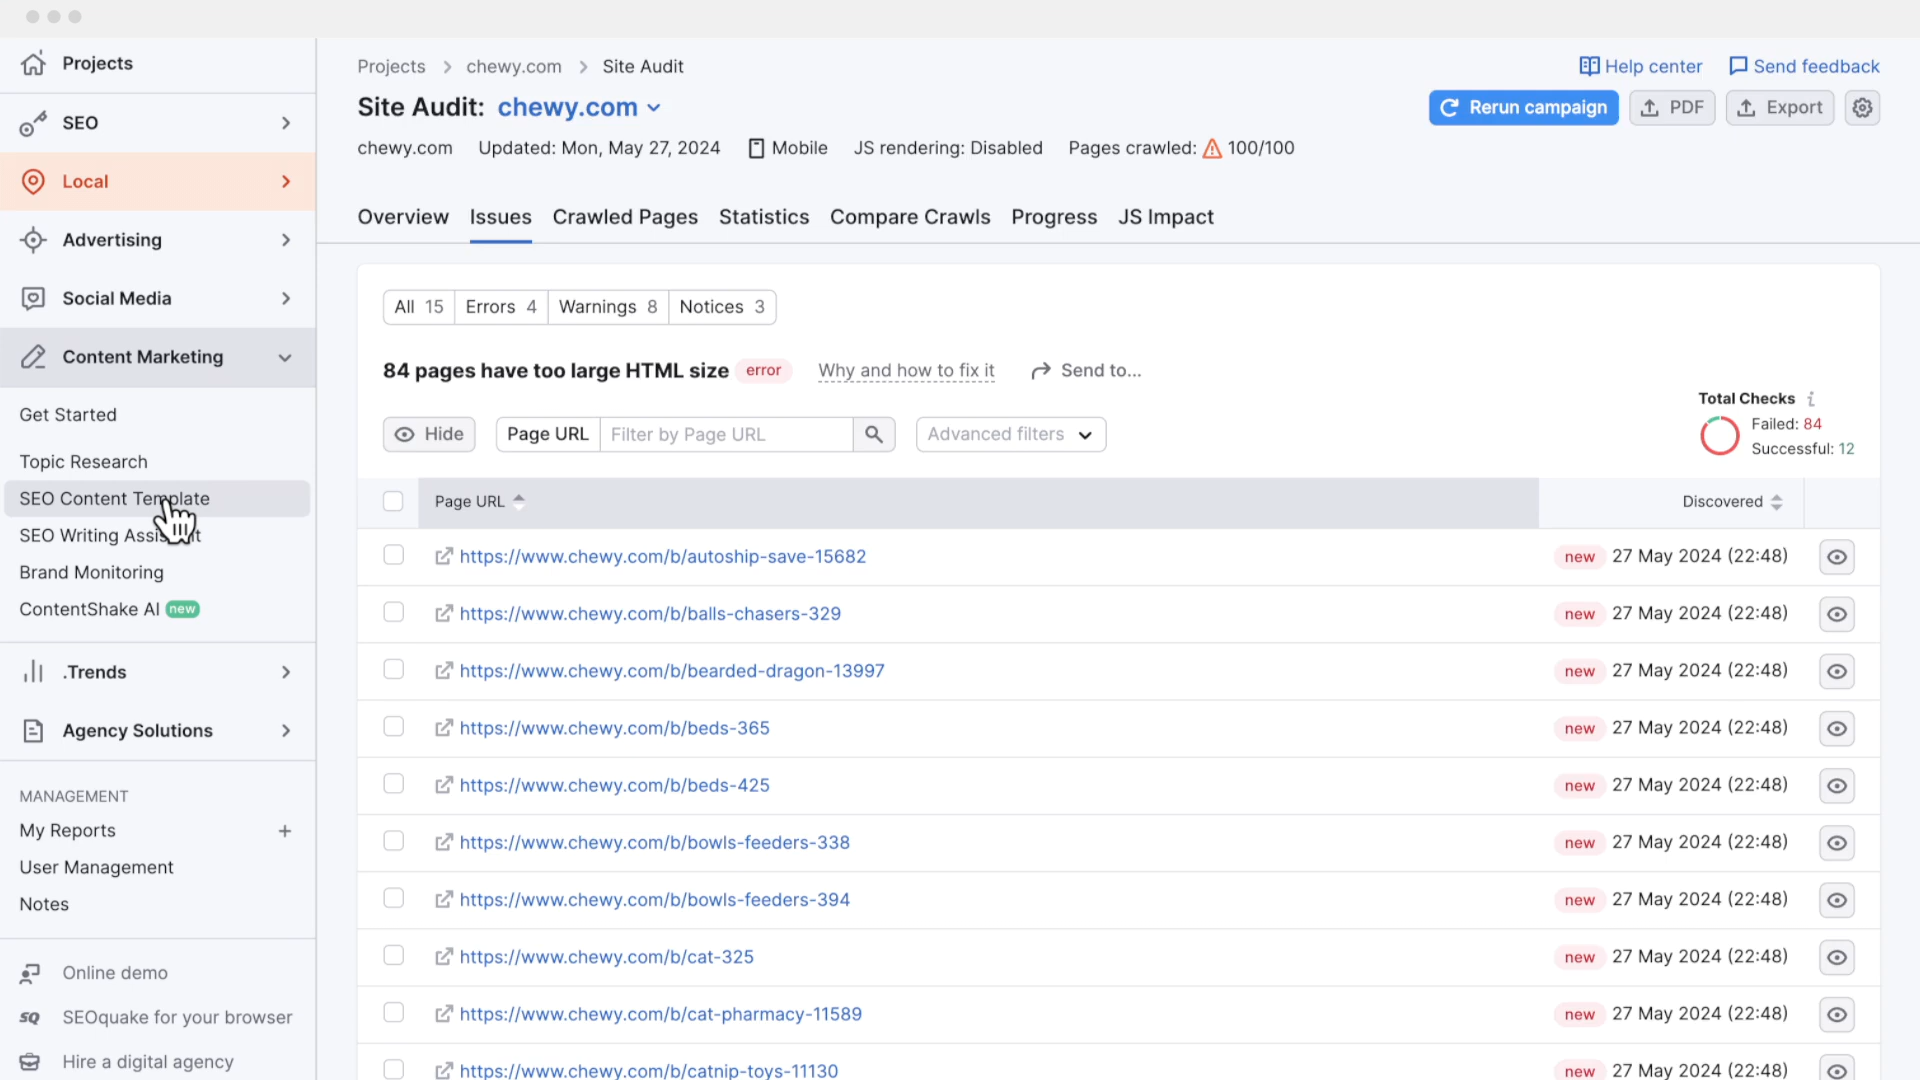 Projects
SEO
Local
Advertising
Social Media
Content Marketing
Get Started
Topic Research
SEO Content Template
SEO Writing
Brand Monitoring
ContentShake AI new
.Trends
Agency Solutions
MANAGEMENT
My Reports +
User Management
Notes
Online demo
SQ SEOquake for your browser
Hire a digital agency
Projects > chewy.com > Site Audit
Help center Send feedback
Site Audit: chewy.com
Rerun campaign PDF Export
chewy.com Updated: Mon, May 27, 2024 Mobile JS rendering: Disabled Pages crawled: 100/100
Overview Issues Crawled Pages Statistics Compare Crawls Progress JS Impact
All 15 Errors 4 Warnings 8 Notices 3
84 pages have too large HTML size error Why and how to fix it Send to...
Total Checks i
Failed: 84
Successful: 12
Hide Page URL Filter by Page URL Advanced filters
Page URL Discovered
https://www.chewy.com/b/autoship-save-15682 new 27 May 2024 (22:48)
https://www.chewy.com/b/balls-chasers-329 new 27 May 2024 (22:48)
https://www.chewy.com/b/bearded-dragon-13997 new 27 May 2024 (22:48)
https://www.chewy.com/b/beds-365 new 27 May 2024 (22:48)
https://www.chewy.com/b/beds-425 new 27 May 2024 (22:48)
https://www.chewy.com/b/bowls-feeders-338 new 27 May 2024 (22:48)
https://www.chewy.com/b/bowls-feeders-394 new 27 May 2024 (22:48)
https://www.chewy.com/b/cat-325 new 27 May 2024 (22:48)
https://www.chewy.com/b/cat-pharmacy-11589 new 27 May 2024 (22:48)
https://www.chewy.com/b/catnip-toys-11130 new 27 May 2024 (22:48)